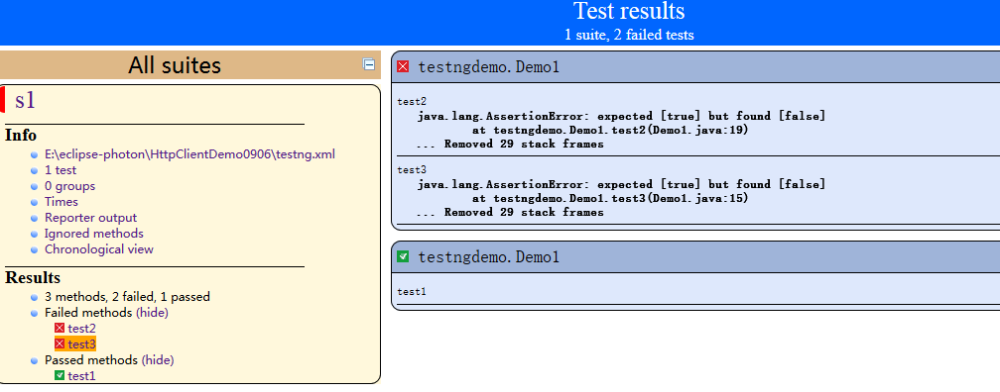 Test results
1 suite, 2 failed tests
All suites
s1
Info
E:\eclipse-photon\HttpClientDemo0906\testng.xml
1 test
0 groups
Times
Reporter output
Ignored methods
Chronological view
Results
3 methods, 2 failed, 1 passed
Failed methods (hide)
test2
test3
Passed methods (hide)
test1
testngdemo.Demo1
test2
java.lang.AssertionError: expected [true] but found [false]
at testngdemo.Demo1.test2(Demo1.java:19)
... Removed 29 stack frames
test3
java.lang.AssertionError: expected [true] but found [false]
at testngdemo.Demo1.test3(Demo1.java:15)
... Removed 29 stack frames
testngdemo.Demo1
test1